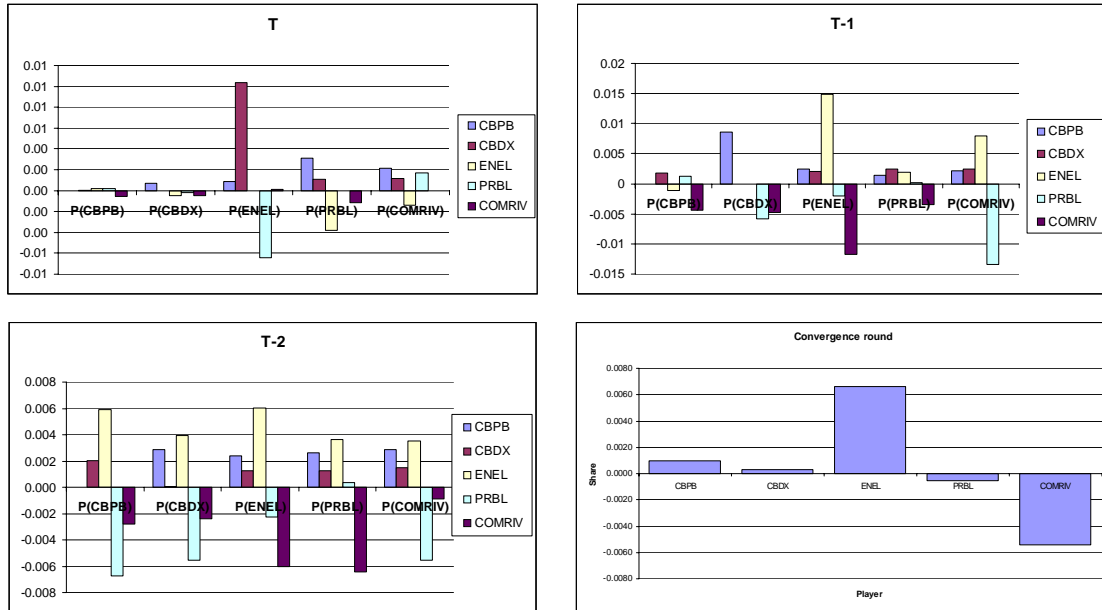 T
0.01
0.01
0.01
0.01
0.00
0.00
0.00
0.00
0.00
-0.01
-0.01
P(CBPB) P(CBDX) P(ENEL) P(PRBL) P(COMRIV)
CBPB
CBDX
ENEL
PRBL
COMRIV
T-1
0.02
0.015
0.01
0.005
0
-0.005
-0.01
-0.015
P(CBPB) P(CBDX) P(ENEL) P(PRBL) P(COMRIV)
CBPB
CBDX
ENEL
PRBL
COMRIV
T-2
0.008
0.006
0.004
0.002
0.000
-0.002
-0.004
-0.006
-0.008
P(CBPB) P(CBDX) P(ENEL) P(PRBL) P(COMRIV)
CBPB
CBDX
ENEL
PRBL
COMRIV
Convergence round
0.0080
0.0060
0.0040
0.0020
0.0000
-0.0020
-0.0040
-0.0060
-0.0080
Share
CBPB CBDX ENEL PRBL COMRIV
Player